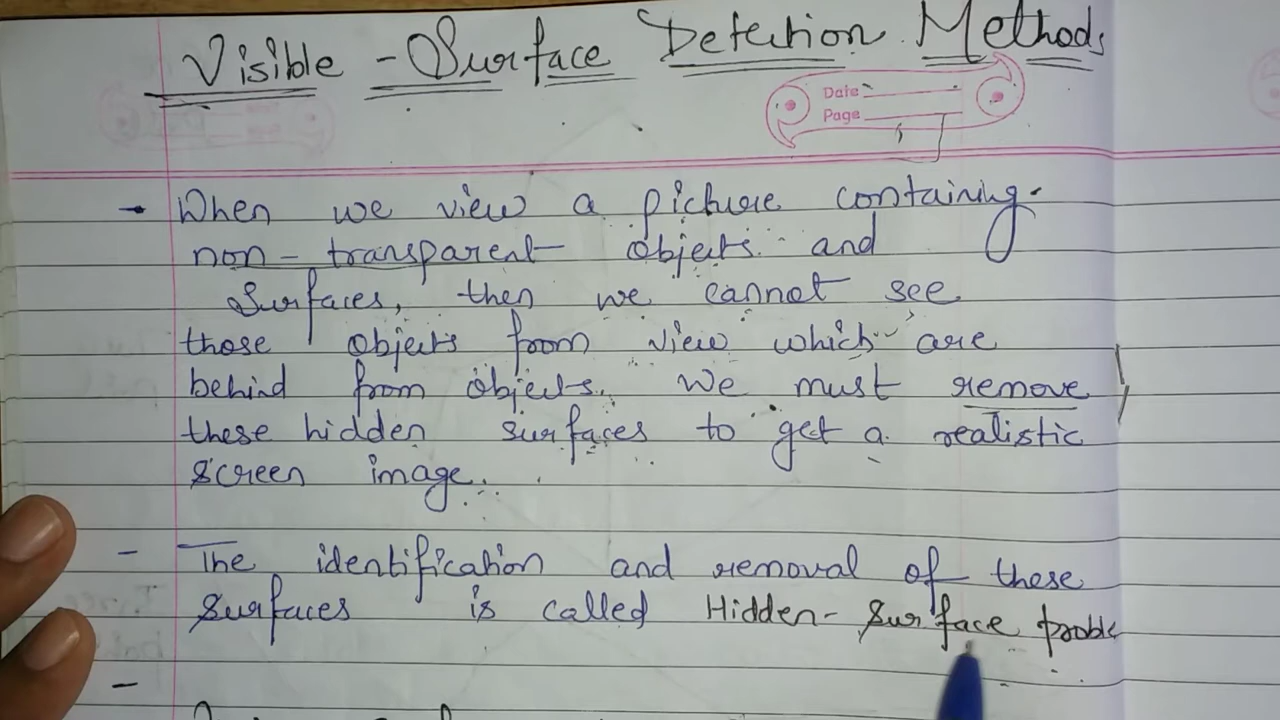 Visible - Surface Detection Methods
Date
Page
- When we view a picture containing
non-transparent objects and
surfaces, then we cannot see
those objects from view which are
behind from objects. We must remove
these hidden surfaces to get a realistic
screen image.
- The identification and removal of these
surfaces is called Hidden-surface proble
-